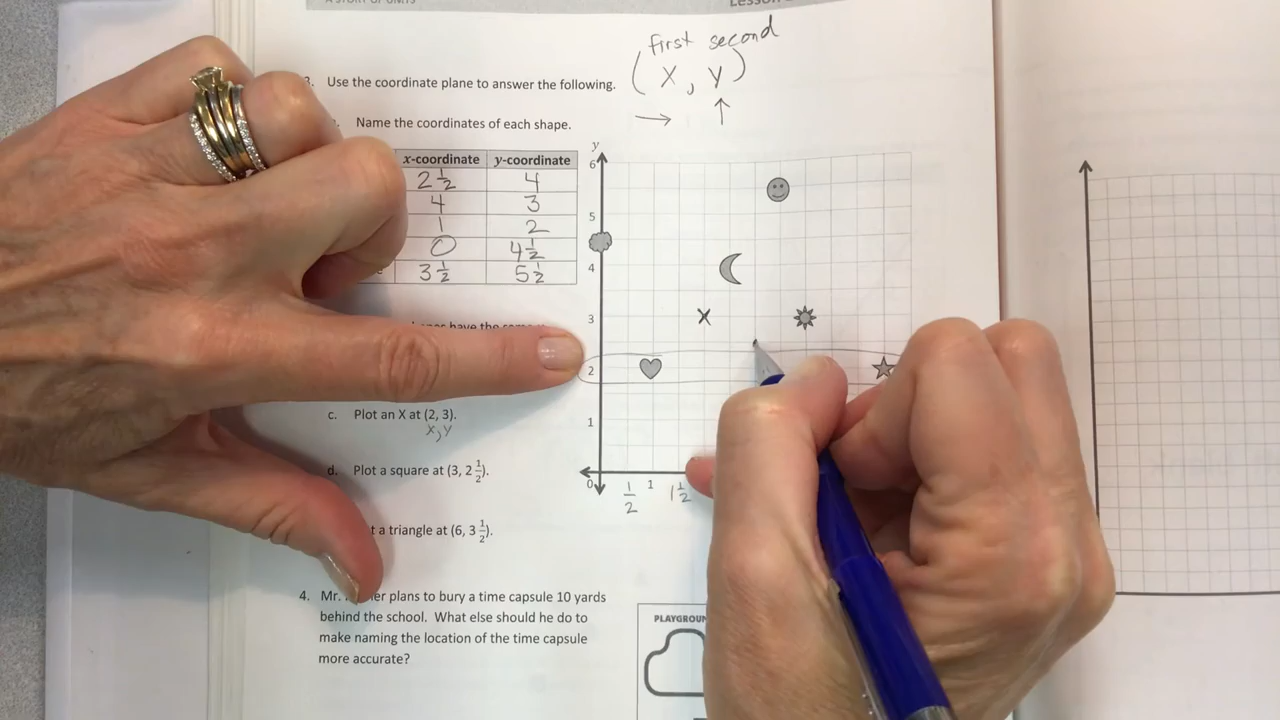 A STORY OF UNITS
Lesson
first second
(x, y)
→ ↑
3. Use the coordinate plane to answer the following.
Name the coordinates of each shape.
x-coordinate y-coordinate
2 1/2 4
4 3
1 2
0 4 1/2
3 1/2 5 1/2
have the
c. Plot an X at (2, 3).
x, y
d. Plot a square at (3, 2 1/2).
t a triangle at (6, 3 1/2).
4. Mr. er plans to bury a time capsule 10 yards
behind the school. What else should he do to
make naming the location of the time capsule
more accurate?
y
6
5
4
3
2
1
0 1/2 1 1 1/2
X
PLAYGROUN